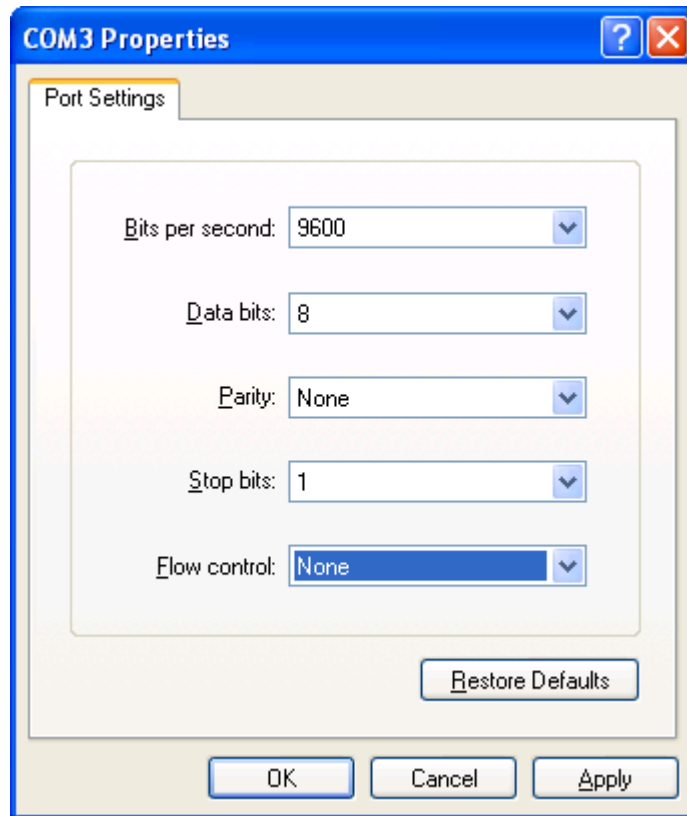 COM3 Properties
Port Settings
Bits per second: 9600
Data bits: 8
Parity: None
Stop bits: 1
Flow control: None
Restore Defaults
OK Cancel Apply